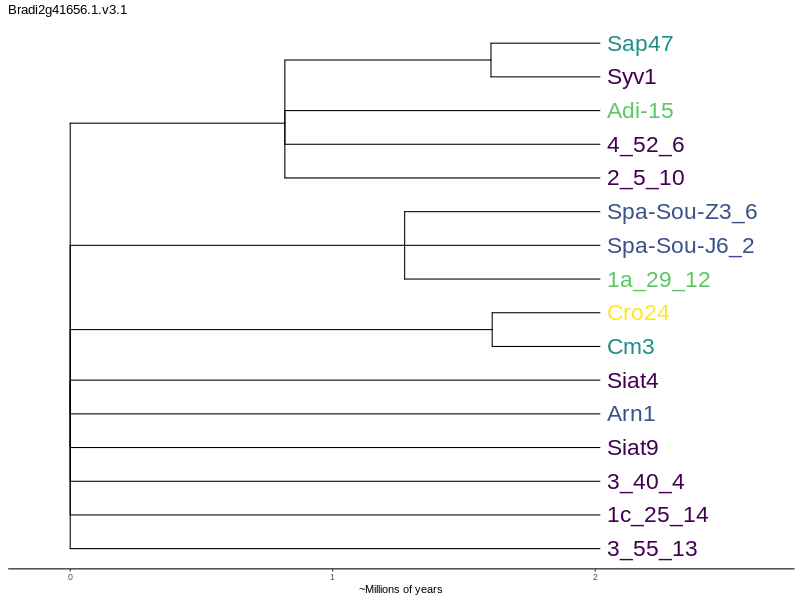 Bradi2g41656.1.v3.1
Sap47
Syv1
Adi-15
4_52_6
2_5_10
Spa-Sou-Z3_6
Spa-Sou-J6_2
1a_29_12
Cro24
Cm3
Siat4
Arn1
Siat9
3_40_4
1c_25_14
3_55_13
0 1 2
~Millions of years